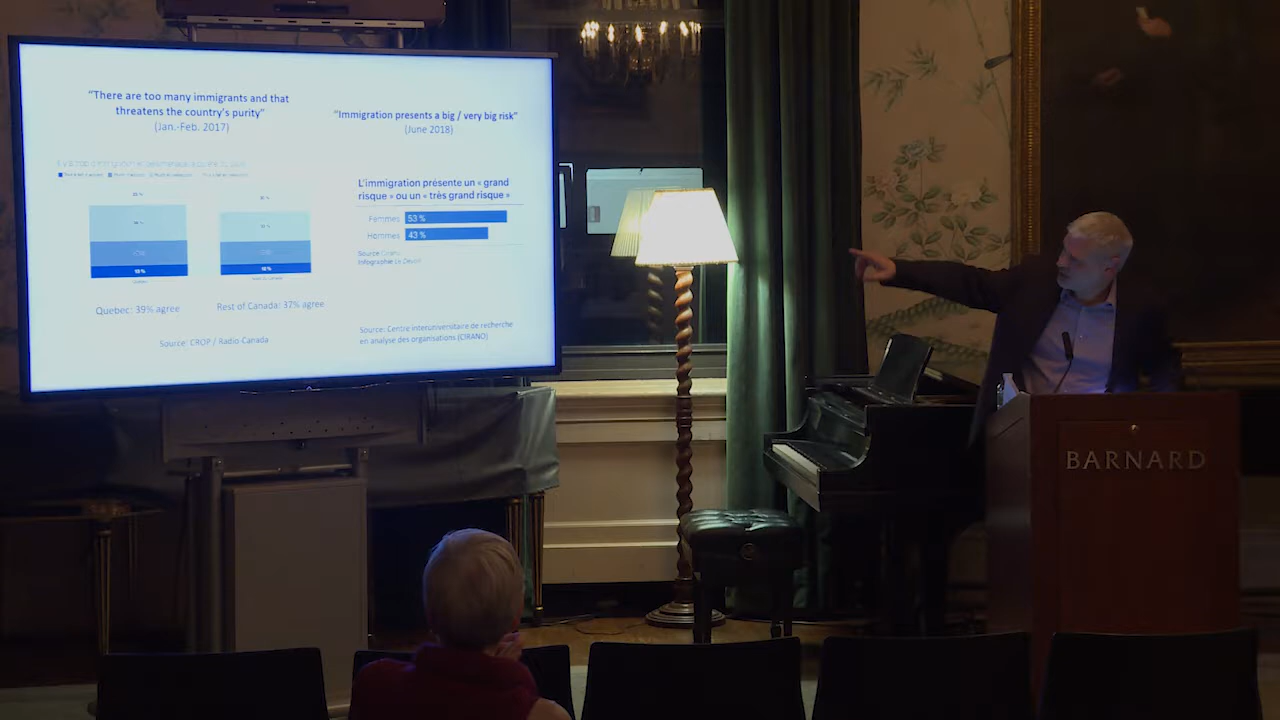 “There are too many immigrants and that
threatens the country's purity”
(Jan.-Feb. 2017)
Quebec: 39% agree
Rest of Canada: 37% agree
Source: CROP / Radio-Canada
“Immigration presents a big / very big risk”
(June 2018)
L'immigration présente un « grand
risque » ou un « très grand risque »
Femmes 53 %
Hommes 43 %
Source Cirano
Infographie Le Devoir
Source: Centre interuniversitaire de recherche
en analyse des organisations (CIRANO)
BARNARD